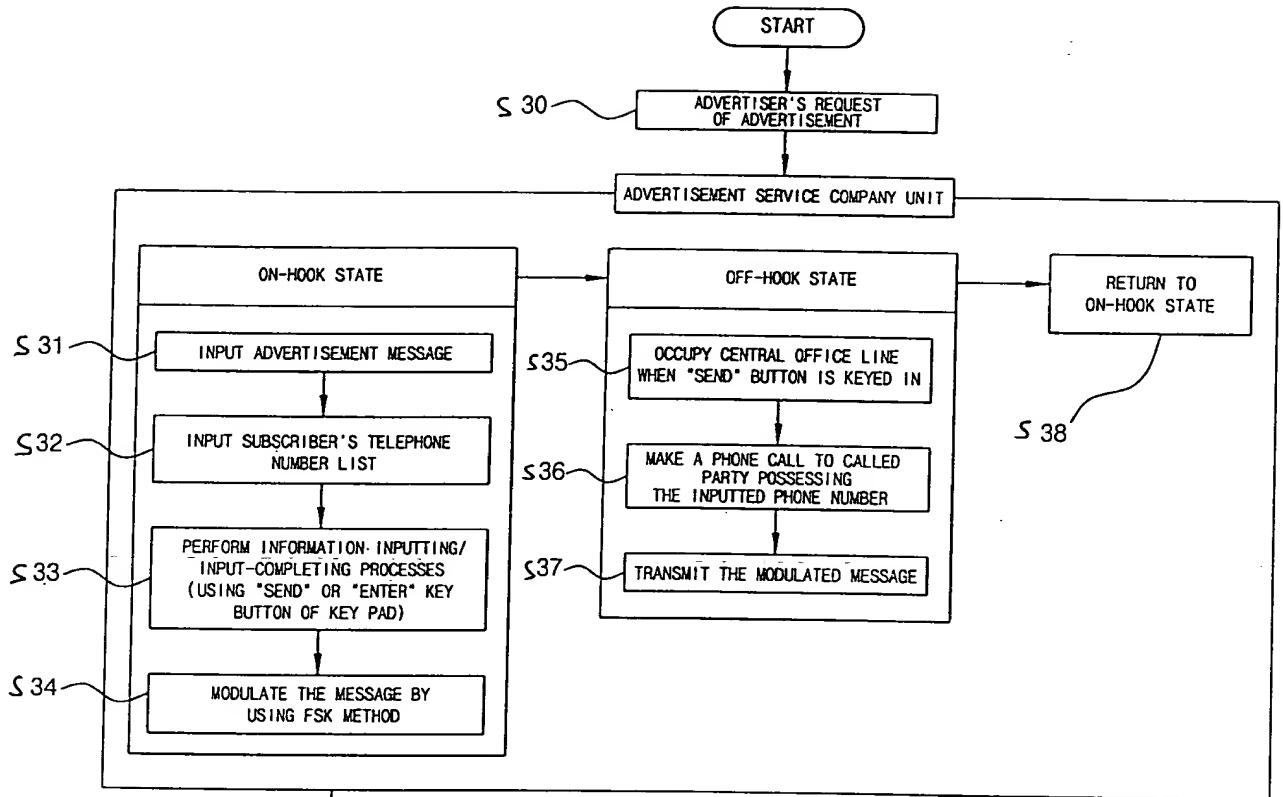 START
S30
ADVERTISER'S REQUEST
OF ADVERTISEMENT
ADVERTISEMENT SERVICE COMPANY UNIT
ON-HOOK STATE
S31
INPUT ADVERTISEMENT MESSAGE
S32
INPUT SUBSCRIBER'S TELEPHONE
NUMBER LIST
S33
PERFORM INFORMATION-INPUTTING/
INPUT-COMPLETING PROCESSES
(USING "SEND" OR "ENTER" KEY
BUTTON OF KEY PAD)
S34
MODULATE THE MESSAGE BY
USING FSK METHOD
OFF-HOOK STATE
S35
OCCUPY CENTRAL OFFICE LINE
WHEN "SEND" BUTTON IS KEYED IN
S36
MAKE A PHONE CALL TO CALLED
PARTY POSSESSING
THE INPUTTED PHONE NUMBER
S37
TRANSMIT THE MODULATED MESSAGE
RETURN TO
ON-HOOK STATE
S38